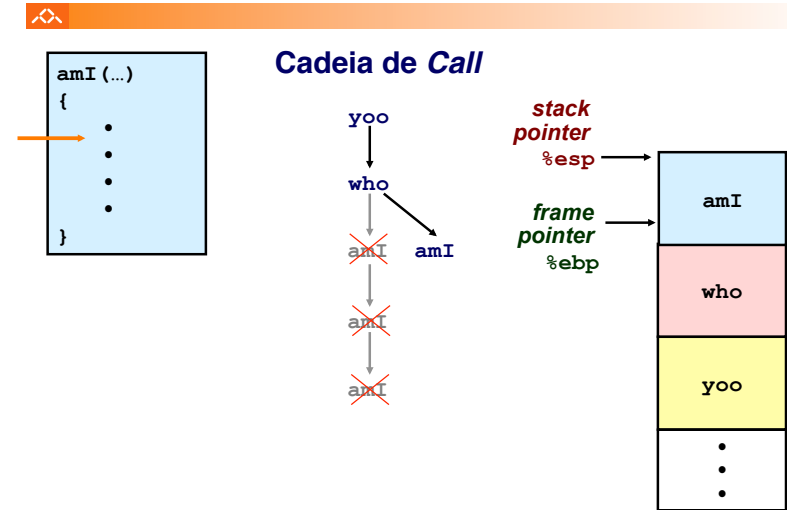 Cadeia de Call
amI(…)
{
•
•
•
•
}
yoo
who
amI
amI
amI
amI
stack
pointer
%esp
frame
pointer
%ebp
amI
who
yoo
•
•
•